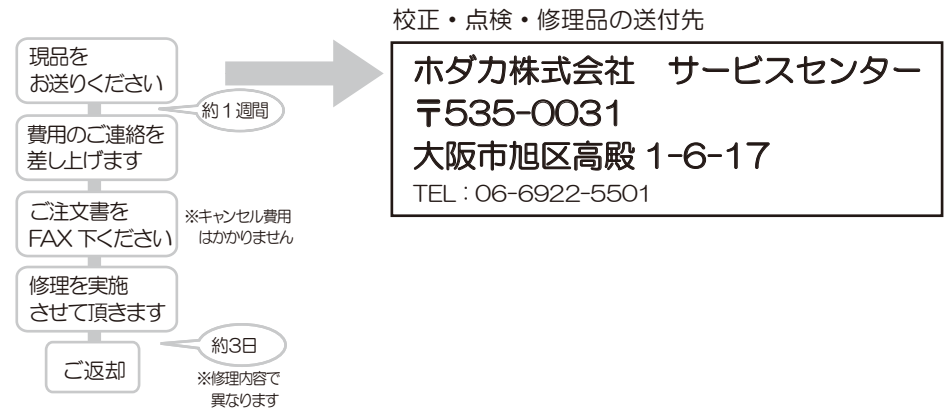 校正・点検・修理品の送付先
ホダカ株式会社　サービスセンター
〒535-0031
大阪市旭区高殿 1-6-17
TEL：06-6922-5501
現品を
お送りください
約1週間
費用のご連絡を
差し上げます
ご注文書を
FAX 下ください
※キャンセル費用
はかかりません
修理を実施
させて頂きます
約3日
※修理内容で
異なります
ご返却